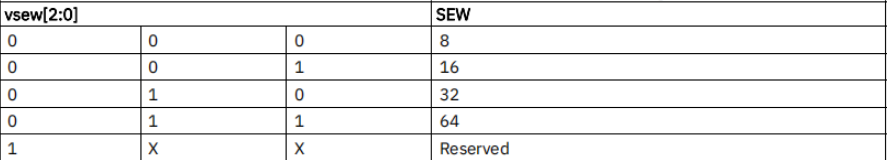 vsew[2:0] SEW
0 0 0 8
0 0 1 16
0 1 0 32
0 1 1 64
1 X X Reserved